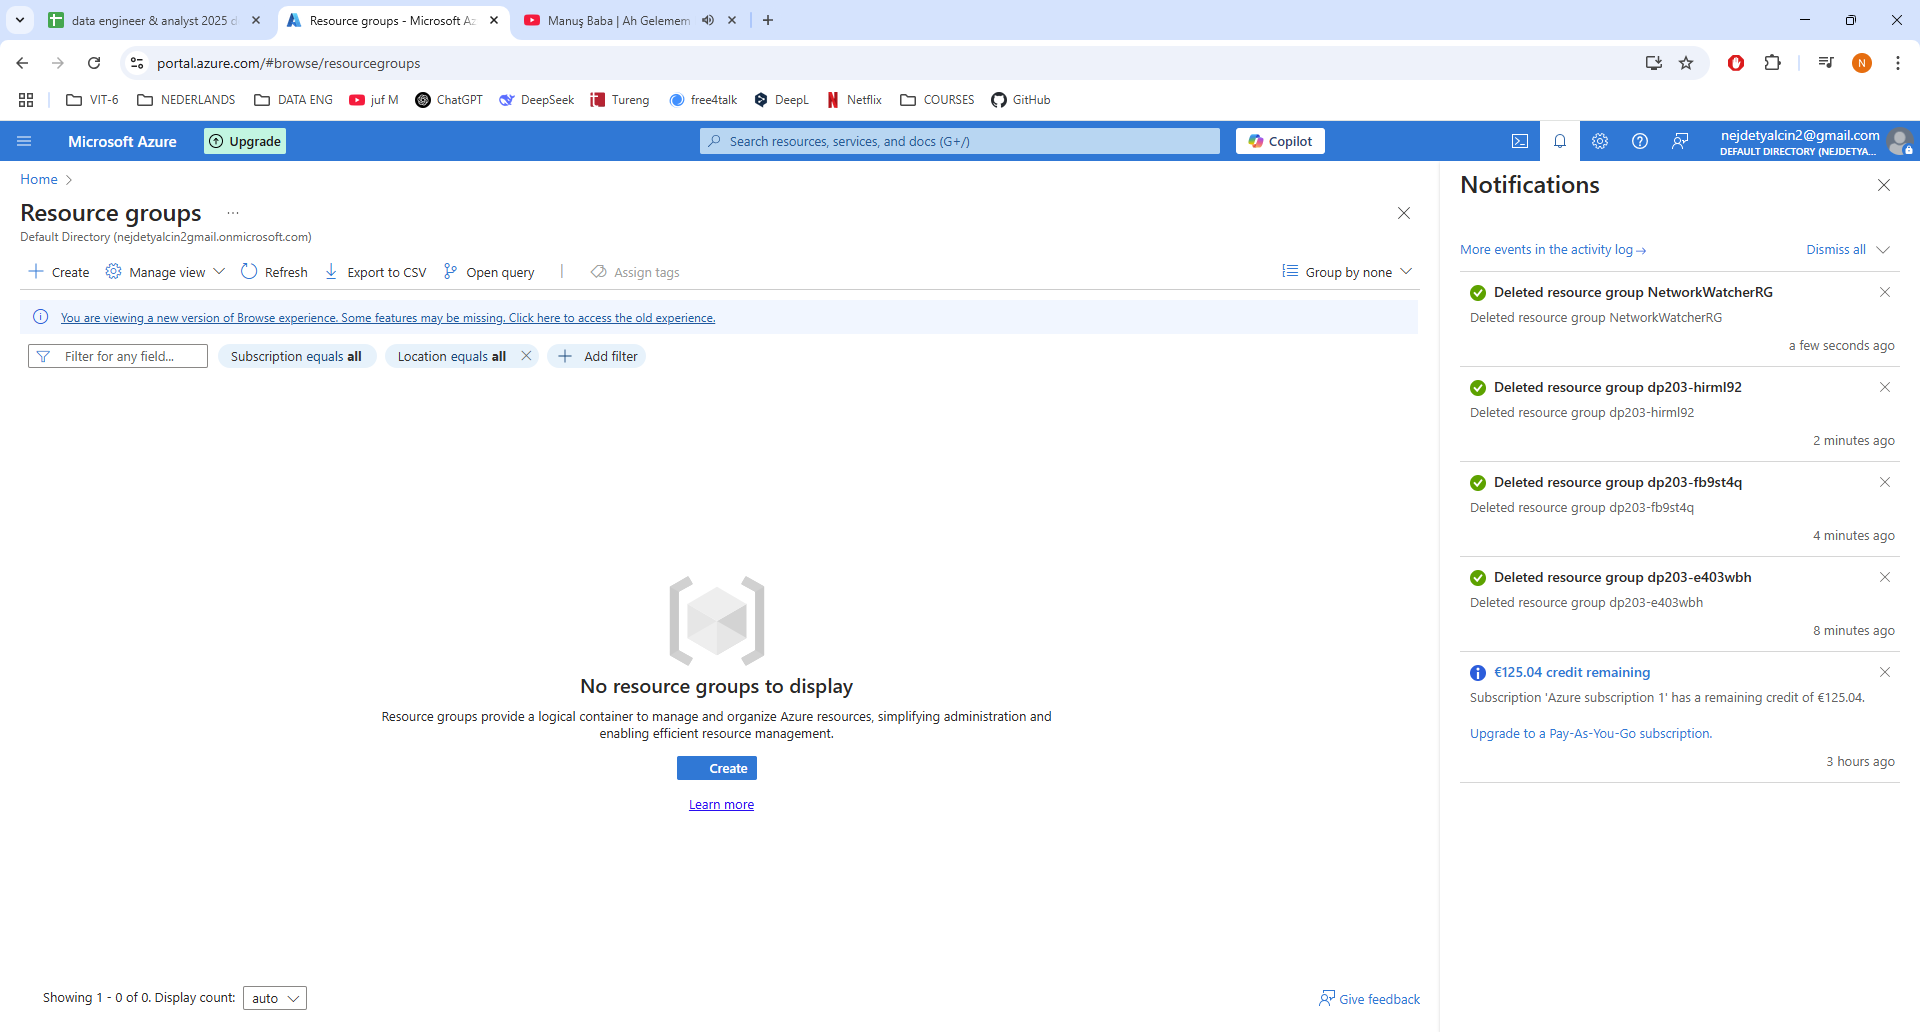 data engineer & analyst 2025 d
Resource groups - Microsoft Az
Manuş Baba | Ah Gelemem
portal.azure.com/#browse/resourcegroups
N
VIT-6
NEDERLANDS
DATA ENG
juf M
ChatGPT
DeepSeek
Tureng
free4talk
DeepL
Netflix
COURSES
GitHub
Microsoft Azure
Upgrade
Search resources, services, and docs (G+/)
Copilot
nejdetyalcin2@gmail.com
DEFAULT DIRECTORY (NEJDETYA...
Home
Resource groups ...
Default Directory (nejdetyalcin2gmail.onmicrosoft.com)
Create
Manage view
Refresh
Export to CSV
Open query
Assign tags
Group by none
You are viewing a new version of Browse experience. Some features may be missing. Click here to access the old experience.
Filter for any field...
Subscription equals all
Location equals all
Add filter
No resource groups to display
Resource groups provide a logical container to manage and organize Azure resources, simplifying administration and
enabling efficient resource management.
Create
Learn more
Showing 1 - 0 of 0. Display count:
auto
Give feedback
Notifications
More events in the activity log →
Dismiss all
Deleted resource group NetworkWatcherRG
Deleted resource group NetworkWatcherRG
a few seconds ago
Deleted resource group dp203-hirml92
Deleted resource group dp203-hirml92
2 minutes ago
Deleted resource group dp203-fb9st4q
Deleted resource group dp203-fb9st4q
4 minutes ago
Deleted resource group dp203-e403wbh
Deleted resource group dp203-e403wbh
8 minutes ago
€125.04 credit remaining
Subscription 'Azure subscription 1' has a remaining credit of €125.04.
Upgrade to a Pay-As-You-Go subscription.
3 hours ago